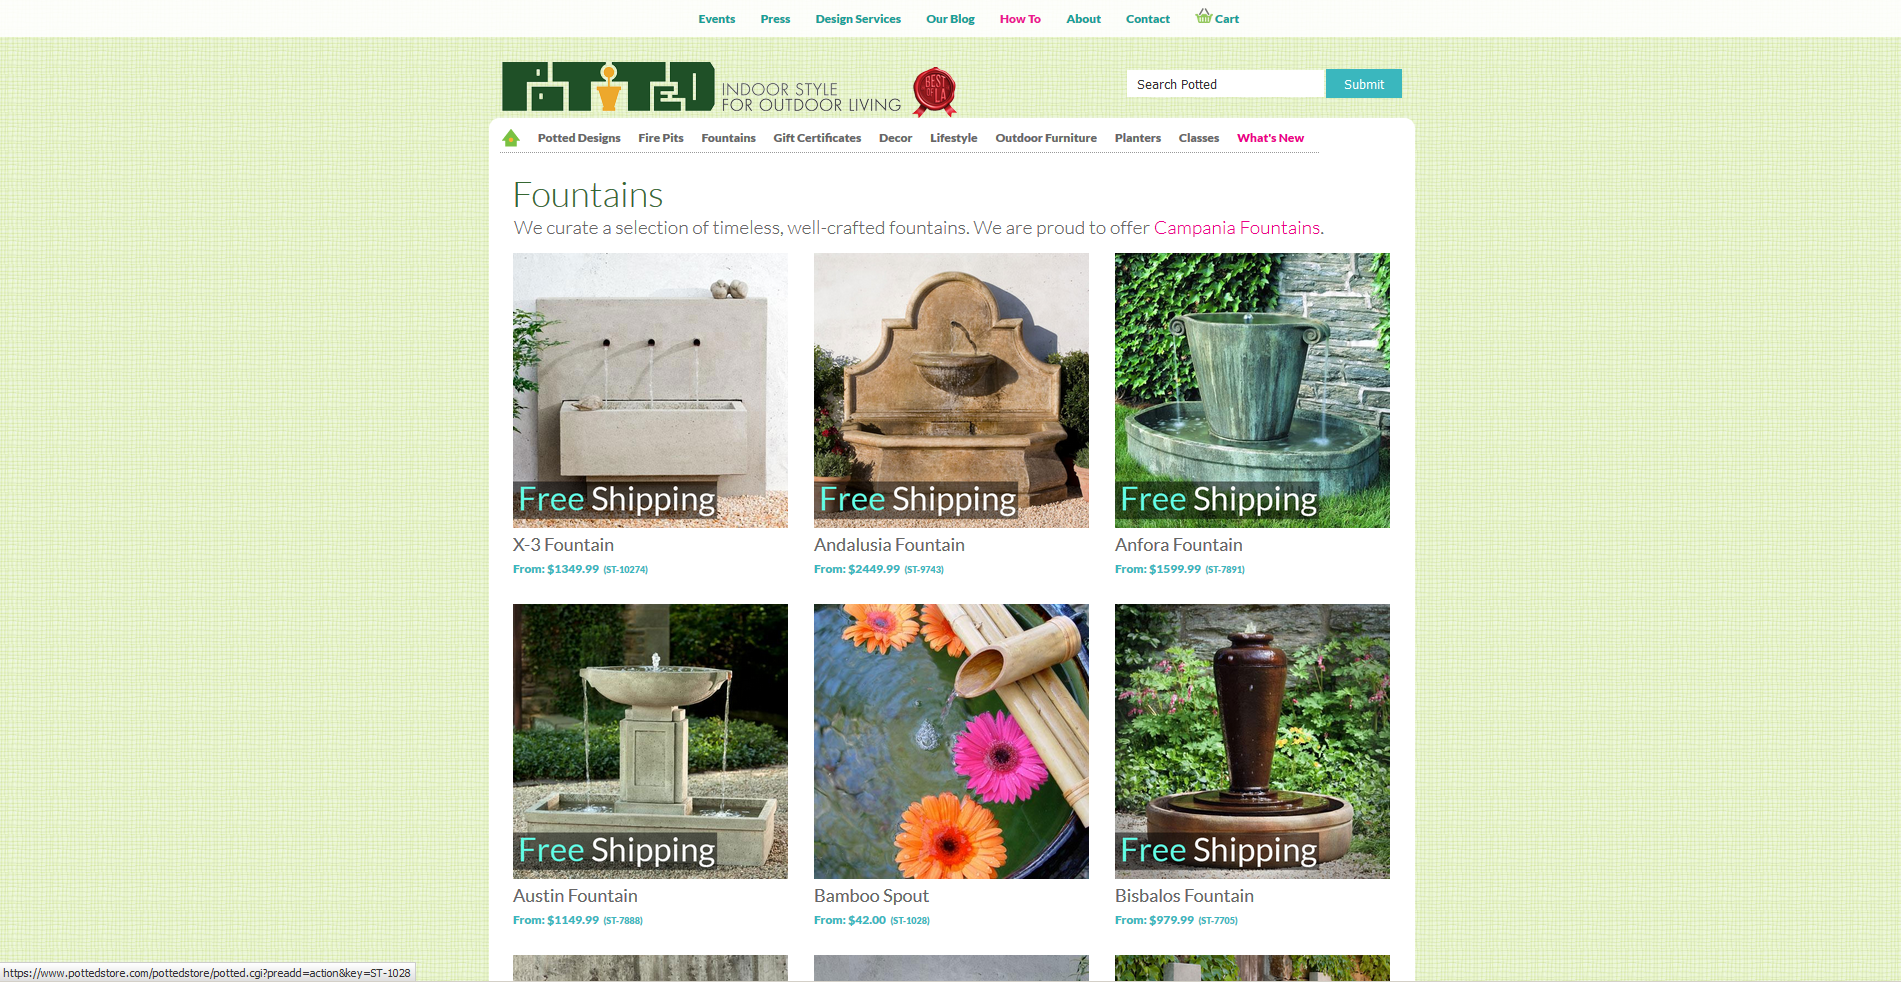 Events Press Design Services Our Blog How To About Contact Cart
POTTED INDOOR STYLE
FOR OUTDOOR LIVING
BEST
OF
LA
Search Potted Submit
Potted Designs Fire Pits Fountains Gift Certificates Decor Lifestyle Outdoor Furniture Planters Classes What's New
Fountains
We curate a selection of timeless, well-crafted fountains. We are proud to offer Campania Fountains.
Free Shipping Free Shipping Free Shipping
X-3 Fountain Andalusia Fountain Anfora Fountain
From: $1349.99 (ST-10274) From: $2449.99 (ST-9743) From: $1599.99 (ST-7891)
Free Shipping Free Shipping
Austin Fountain Bamboo Spout Bisbalos Fountain
From: $1149.99 (ST-7888) From: $42.00 (ST-1028) From: $979.99 (ST-7705)
https://www.pottedstore.com/pottedstore/potted.cgi?preadd=action&key=ST-1028